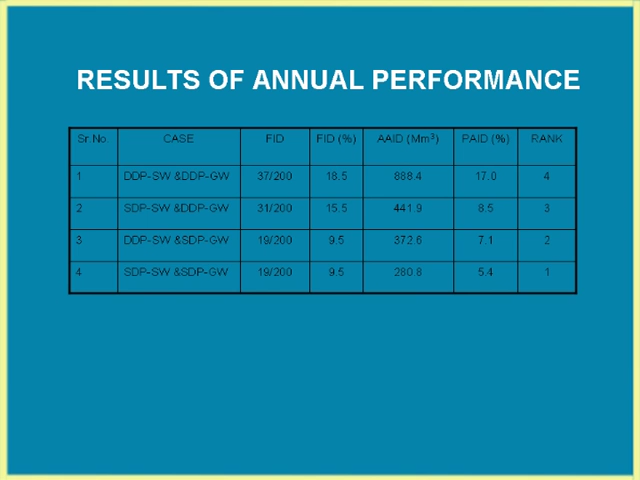 RESULTS OF ANNUAL PERFORMANCE
Sr.No. CASE FID FID (%) AAID (Mm³) PAID (%) RANK
1 DDP-SW &DDP-GW 37/200 18.5 888.4 17.0 4
2 SDP-SW &DDP-GW 31/200 15.5 441.9 8.5 3
3 DDP-SW &SDP-GW 19/200 9.5 372.6 7.1 2
4 SDP-SW &SDP-GW 19/200 9.5 280.8 5.4 1